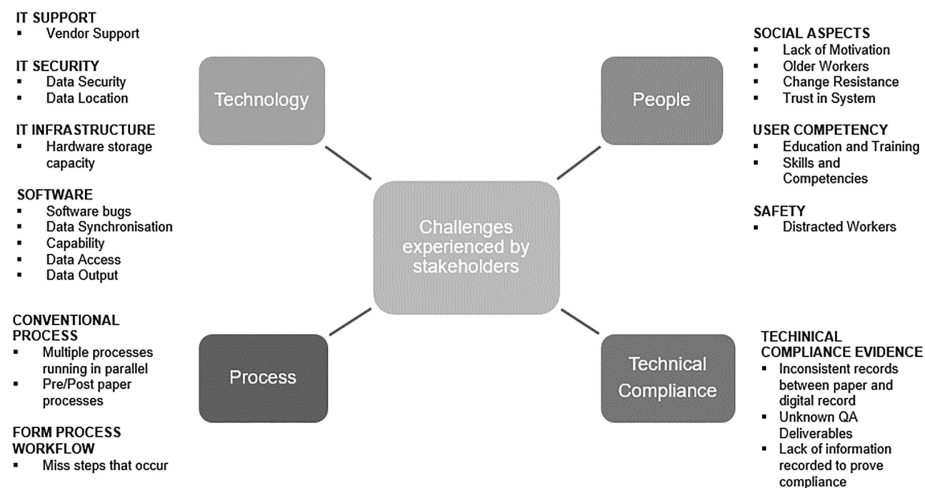 IT SUPPORT
▪ Vendor Support
IT SECURITY
▪ Data Security
▪ Data Location
IT INFRASTRUCTURE
▪ Hardware storage
capacity
SOFTWARE
▪ Software bugs
▪ Data Synchronisation
▪ Capability
▪ Data Access
▪ Data Output
Technology
People
SOCIAL ASPECTS
▪ Lack of Motivation
▪ Older Workers
▪ Change Resistance
▪ Trust in System
USER COMPETENCY
▪ Education and Training
▪ Skills and
Competencies
SAFETY
▪ Distracted Workers
Challenges
experienced by
stakeholders
CONVENTIONAL
PROCESS
▪ Multiple processes
running in parallel
▪ Pre/Post paper
processes
FORM PROCESS
WORKFLOW
▪ Miss steps that occur
Process
Technical
Compliance
TECHINICAL
COMPLIANCE EVIDENCE
▪ Inconsistent records
between paper and
digital record
▪ Unknown QA
Deliverables
▪ Lack of information
recorded to prove
compliance